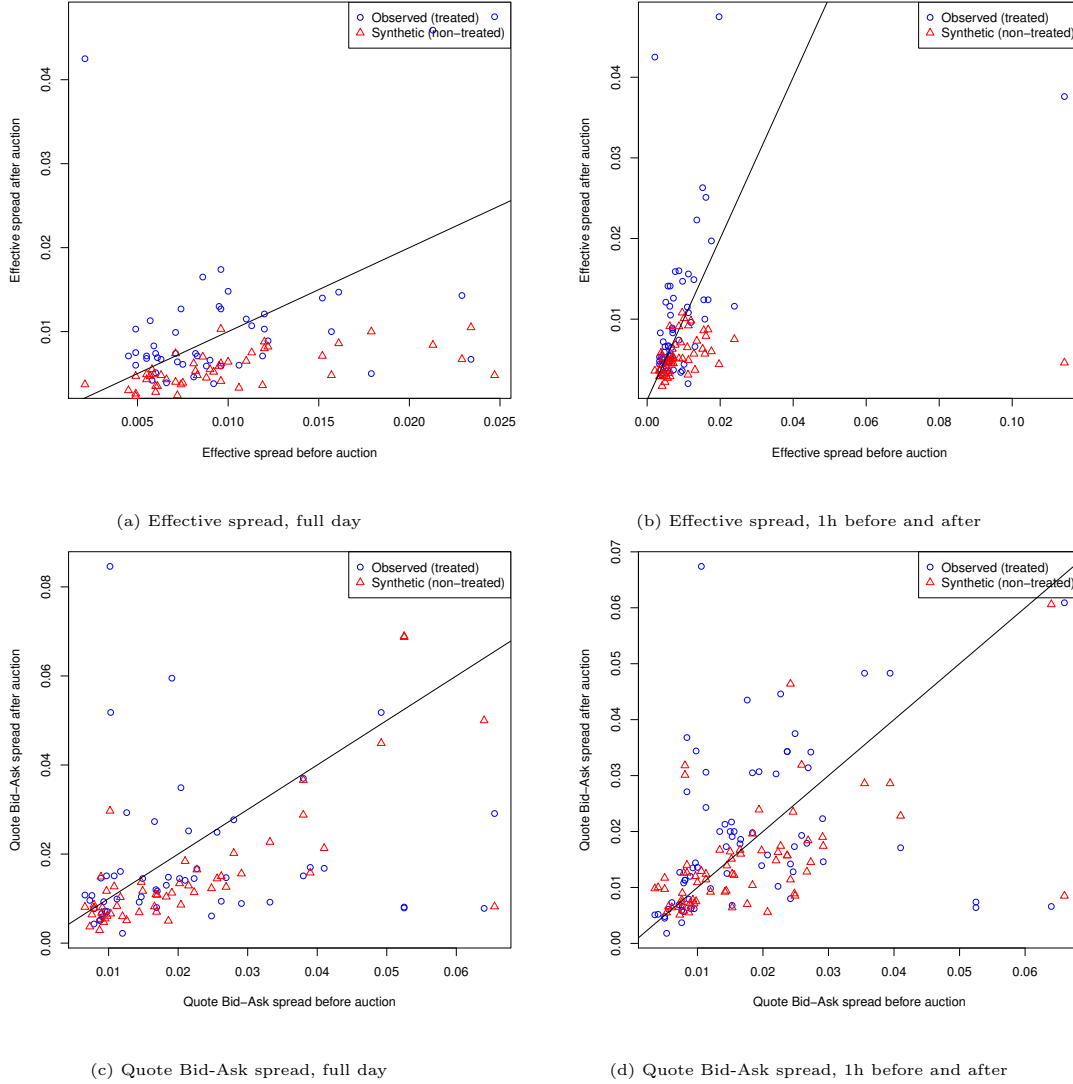 Observed (treated)
Synthetic (non-treated)
0.01
0.02
0.03
0.04
Effective spread after auction
0.005
0.010
0.015
0.020
0.025
Effective spread before auction
(a) Effective spread, full day
Observed (treated)
Synthetic (non-treated)
0.01
0.02
0.03
0.04
Effective spread after auction
0.00
0.02
0.04
0.06
0.08
0.10
Effective spread before auction
(b) Effective spread, 1h before and after
Observed (treated)
Synthetic (non-treated)
0.00
0.02
0.04
0.06
0.08
Quote Bid-Ask spread after auction
0.01
0.02
0.03
0.04
0.05
0.06
Quote Bid-Ask spread before auction
(c) Quote Bid-Ask spread, full day
Observed (treated)
Synthetic (non-treated)
0.00
0.01
0.02
0.03
0.04
0.05
0.06
0.07
Quote Bid-Ask spread after auction
0.01
0.02
0.03
0.04
0.05
0.06
Quote Bid-Ask spread before auction
(d) Quote Bid-Ask spread, 1h before and after